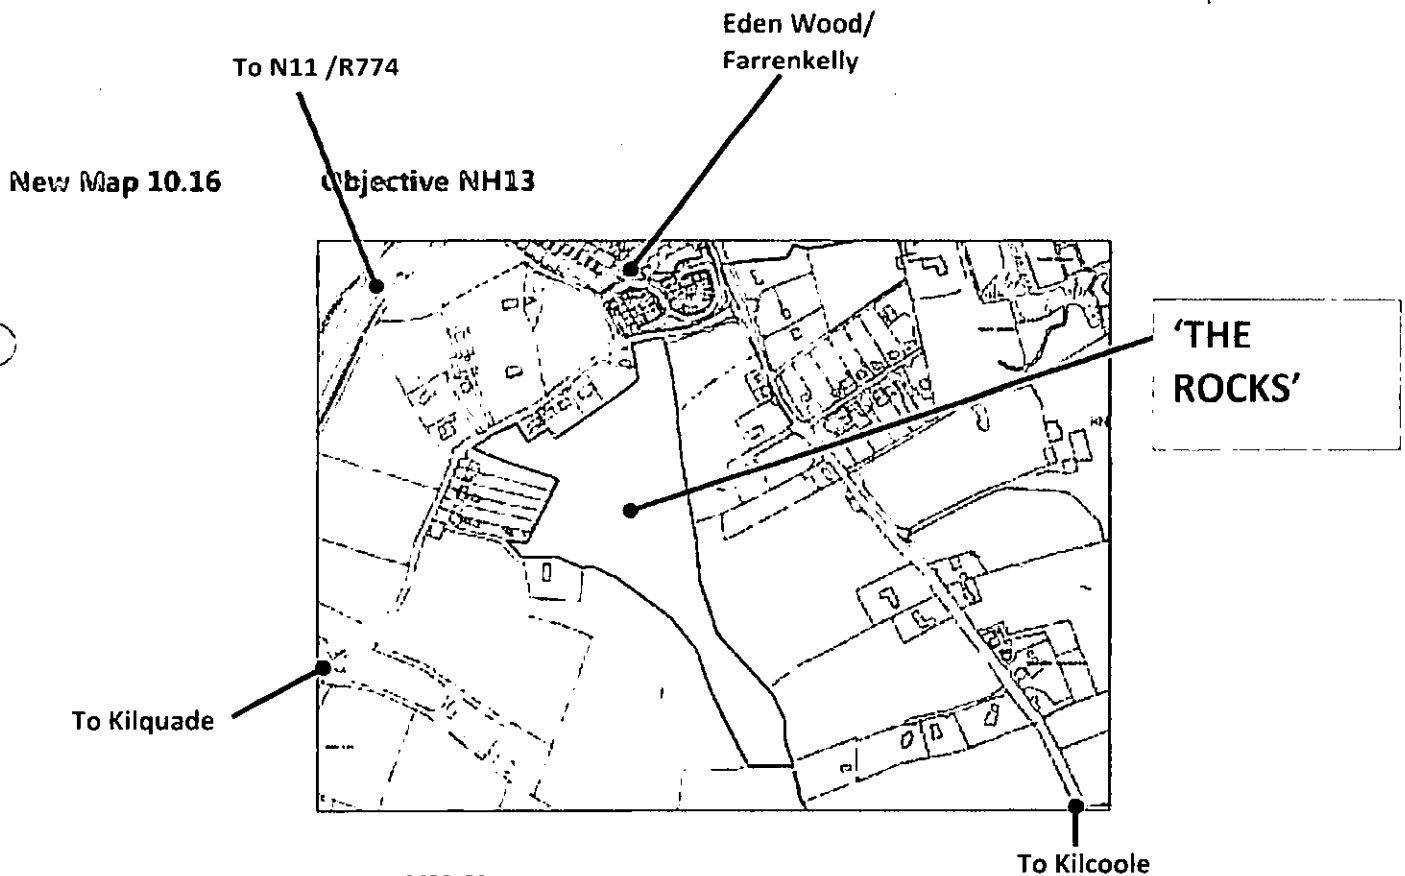 Eden Wood/
Farrenkelly
To N11 /R774
New Map 10.16 Objective NH13
'THE
ROCKS'
To Kilquade
To Kilcoole